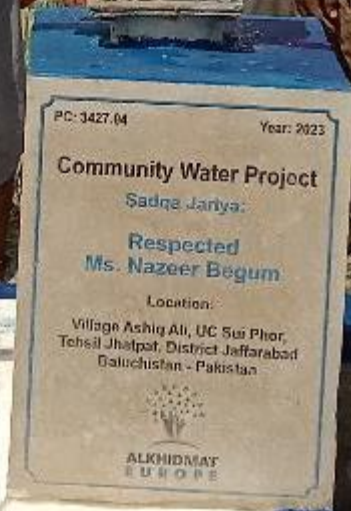 PC: 3427.04
Year: 2023
Community Water Project
Sadqa Jariya:
Respected
Ms. Nazeer Begum
Location:
Village Ashiq Ali, UC Sui Phor,
Tehsil Jhatpat, District Jaffarabad
Baluchistan - Pakistan
ALKHIDMAT
EUROPE